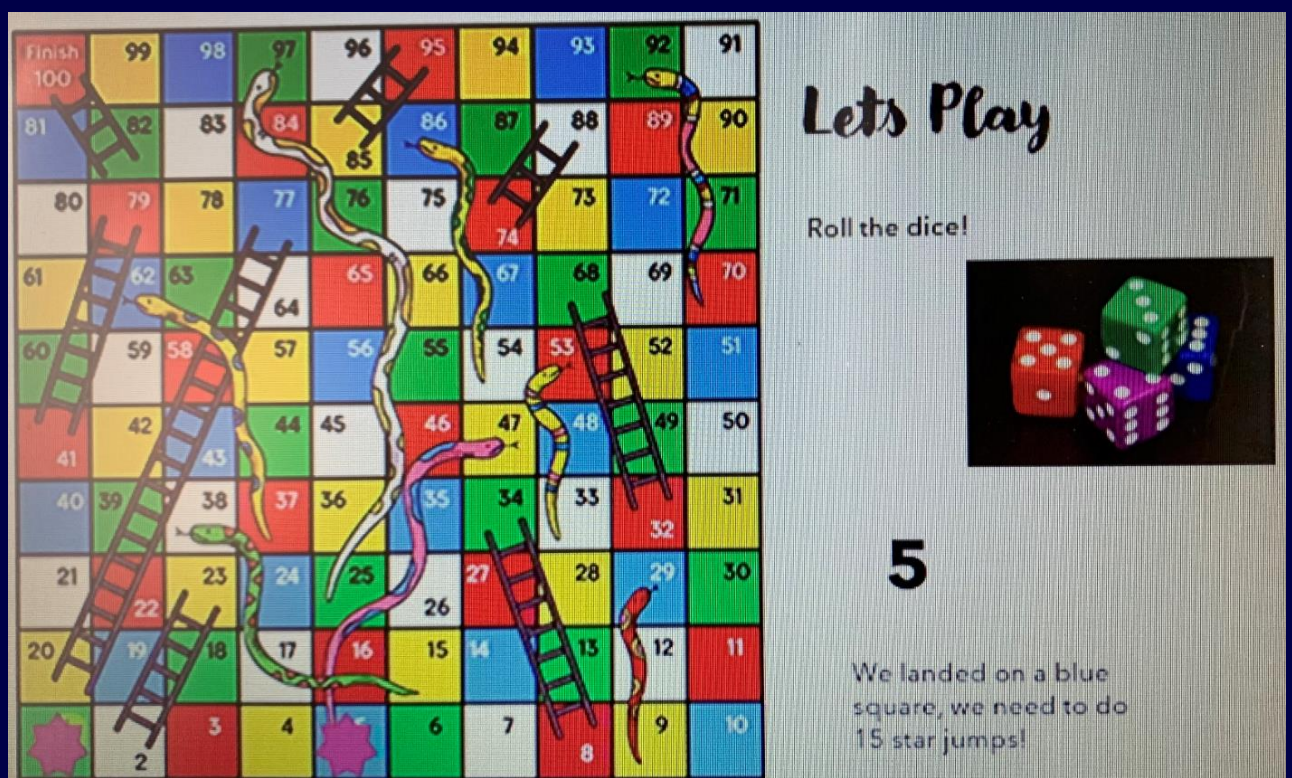 Finish 99 98 97 96 95 94 93 92 91
100
81 82 83 84 85 86 87 88 89 90
80 79 78 77 76 75 74 73 72 71
61 62 63 64 65 66 67 68 69 70
60 59 58 57 56 55 54 53 52 51
41 42 43 44 45 46 47 48 49 50
40 39 38 37 36 35 34 33 32 31
21 22 23 24 25 26 27 28 29 30
20 19 18 17 16 15 14 13 12 11
2 3 4 6 7 8 9 10
Lets Play
Roll the dice!
5
We landed on a blue
square, we need to do
15 star jumps!